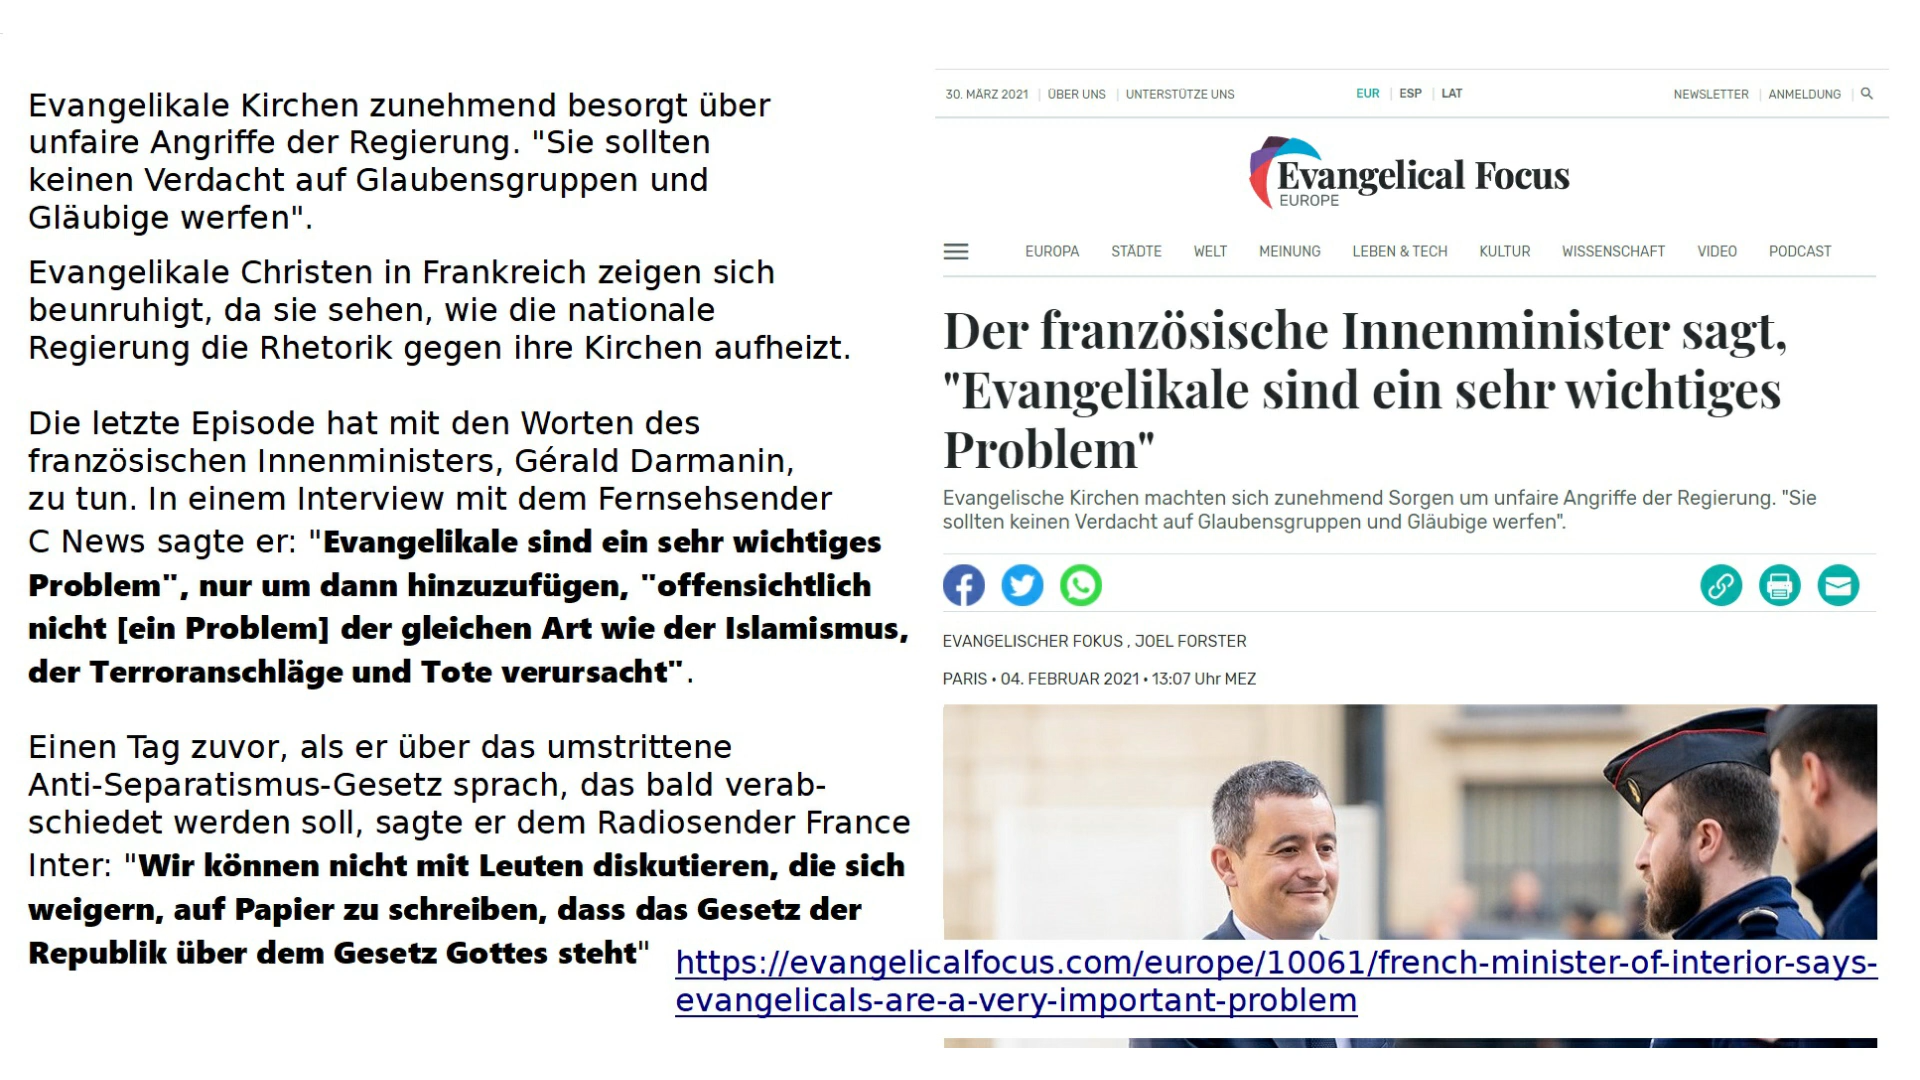 Evangelikale Kirchen zunehmend besorgt über
unfaire Angriffe der Regierung. "Sie sollten
keinen Verdacht auf Glaubensgruppen und
Gläubige werfen".
Evangelikale Christen in Frankreich zeigen sich
beunruhigt, da sie sehen, wie die nationale
Regierung die Rhetorik gegen ihre Kirchen aufheizt.
Die letzte Episode hat mit den Worten des
französischen Innenministers, Gérald Darmanin,
zu tun. In einem Interview mit dem Fernsehsender
C News sagte er: "Evangelikale sind ein sehr wichtiges
Problem", nur um dann hinzuzufügen, "offensichtlich
nicht [ein Problem] der gleichen Art wie der Islamismus,
der Terroranschläge und Tote verursacht".
Einen Tag zuvor, als er über das umstrittene
Anti-Separatismus-Gesetz sprach, das bald verab-
schiedet werden soll, sagte er dem Radiosender France
Inter: "Wir können nicht mit Leuten diskutieren, die sich
weigern, auf Papier zu schreiben, dass das Gesetz der
Republik über dem Gesetz Gottes steht"
30. MÄRZ 2021 | ÜBER UNS | UNTERSTÜTZE UNS EUR | ESP | LAT NEWSLETTER | ANMELDUNG
Evangelical Focus
EUROPE
EUROPA STÄDTE WELT MEINUNG LEBEN & TECH KULTUR WISSENSCHAFT VIDEO PODCAST
Der französische Innenminister sagt,
"Evangelikale sind ein sehr wichtiges
Problem"
Evangelische Kirchen machten sich zunehmend Sorgen um unfaire Angriffe der Regierung. "Sie
sollten keinen Verdacht auf Glaubensgruppen und Gläubige werfen".
EVANGELISCHER FOKUS , JOEL FORSTER
PARIS • 04. FEBRUAR 2021 • 13:07 Uhr MEZ
https://evangelicalfocus.com/europe/10061/french-minister-of-interior-says-
evangelicals-are-a-very-important-problem